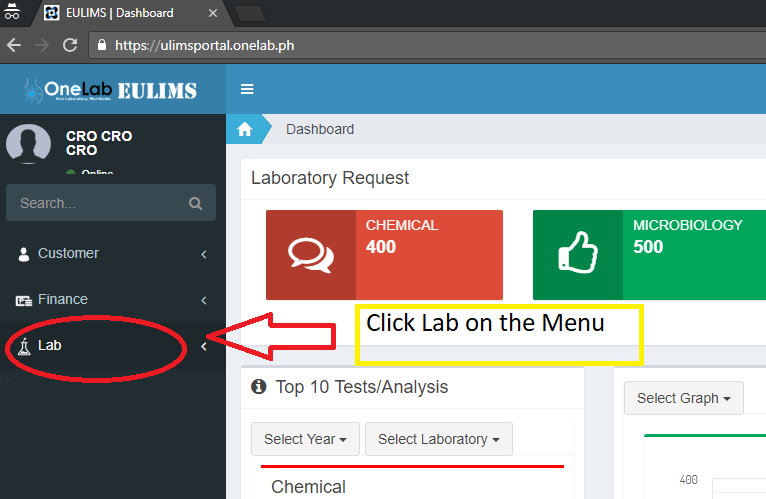 EULIMS | Dashboard
https://ulimsportal.onelab.ph
OneLab EULIMS
One Laboratory, Worldwide
Dashboard
CRO CRO
CRO
Online
Search...
Customer
Finance
Lab
Laboratory Request
CHEMICAL
400
MICROBIOLOGY
500
Click Lab on the Menu
Top 10 Tests/Analysis
Select Year
Select Laboratory
Chemical
Select Graph
400